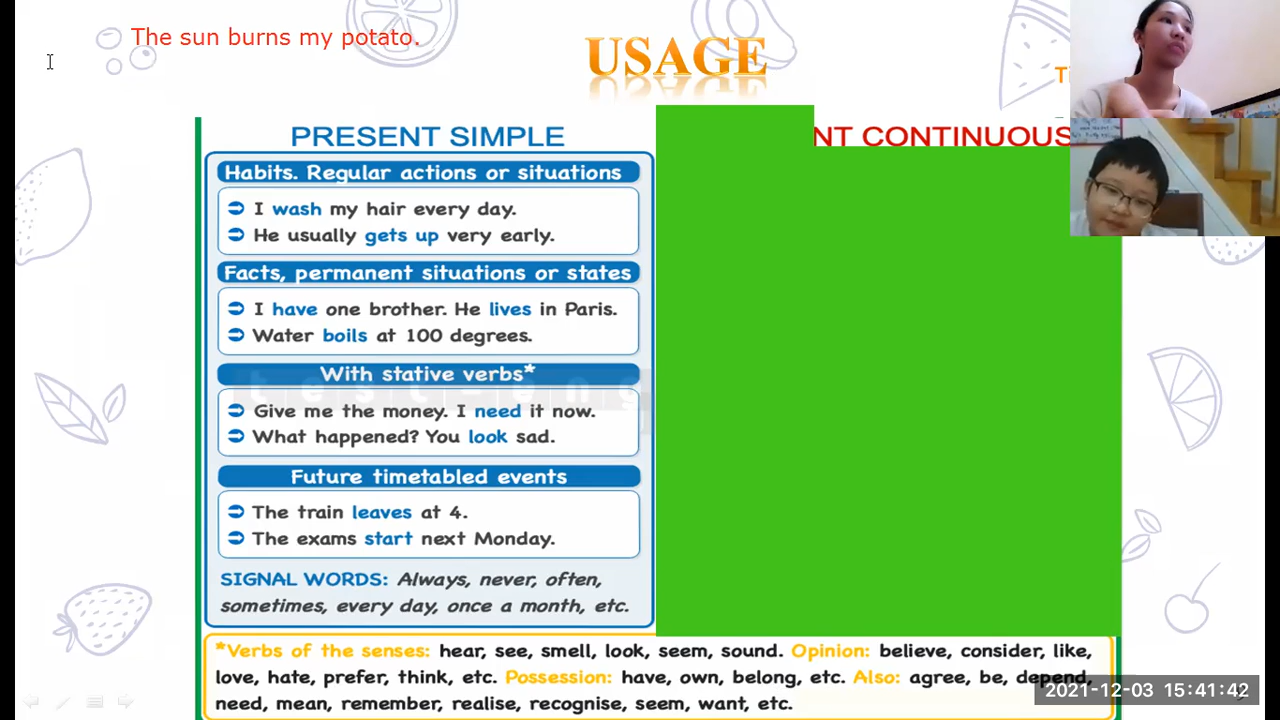 The sun burns my potato.
USAGE
PRESENT SIMPLE
NT CONTINUOUS
Habits. Regular actions or situations
I wash my hair every day.
He usually gets up very early.
Facts, permanent situations or states
I have one brother. He lives in Paris.
Water boils at 100 degrees.
With stative verbs*
Give me the money. I need it now.
What happened? You look sad.
Future timetabled events
The train leaves at 4.
The exams start next Monday.
SIGNAL WORDS: Always, never, often,
sometimes, every day, once a month, etc.
*Verbs of the senses: hear, see, smell, look, seem, sound. Opinion: believe, consider, like,
love, hate, prefer, think, etc. Possession: have, own, belong, etc. Also: agree, be, depend,
need, mean, remember, realise, recognise, seem, want, etc.
2021-12-03 15:41:42